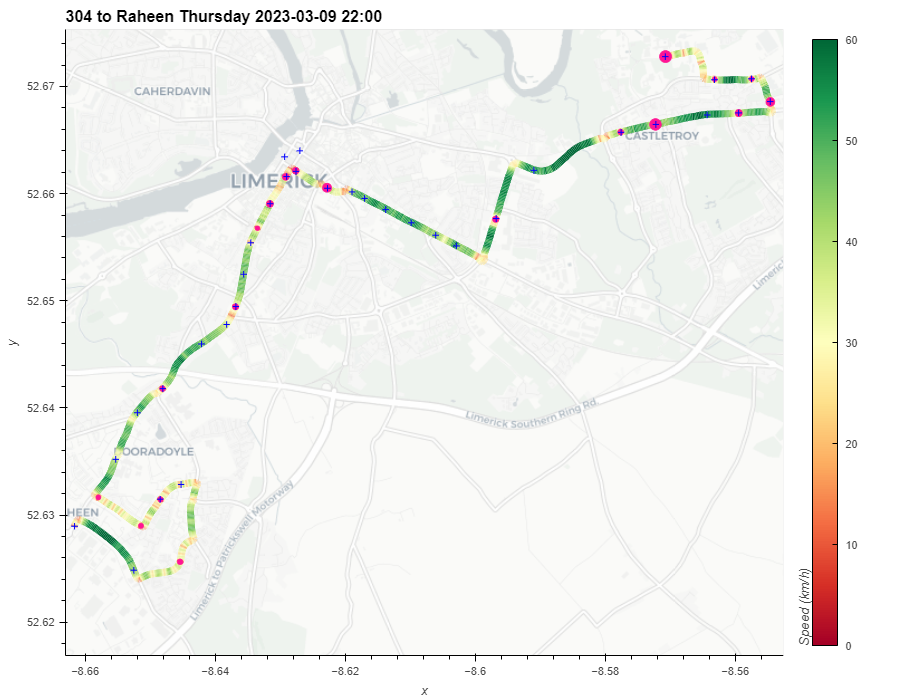 304 to Raheen Thursday 2023-03-09 22:00
60
52.67
CAHERDAVIN
50
CASTLETROY
LIMERICK
52.66
40
Limerick
52.65
y
30
52.64
Limerick Southern Ring Rd
20
DOORADOYLE
HEEN
52.63
Limerick to Patrickswell Motorway
10
Speed (km/h)
52.62
0
−8.66
−8.64
−8.62
−8.6
−8.58
−8.56
x